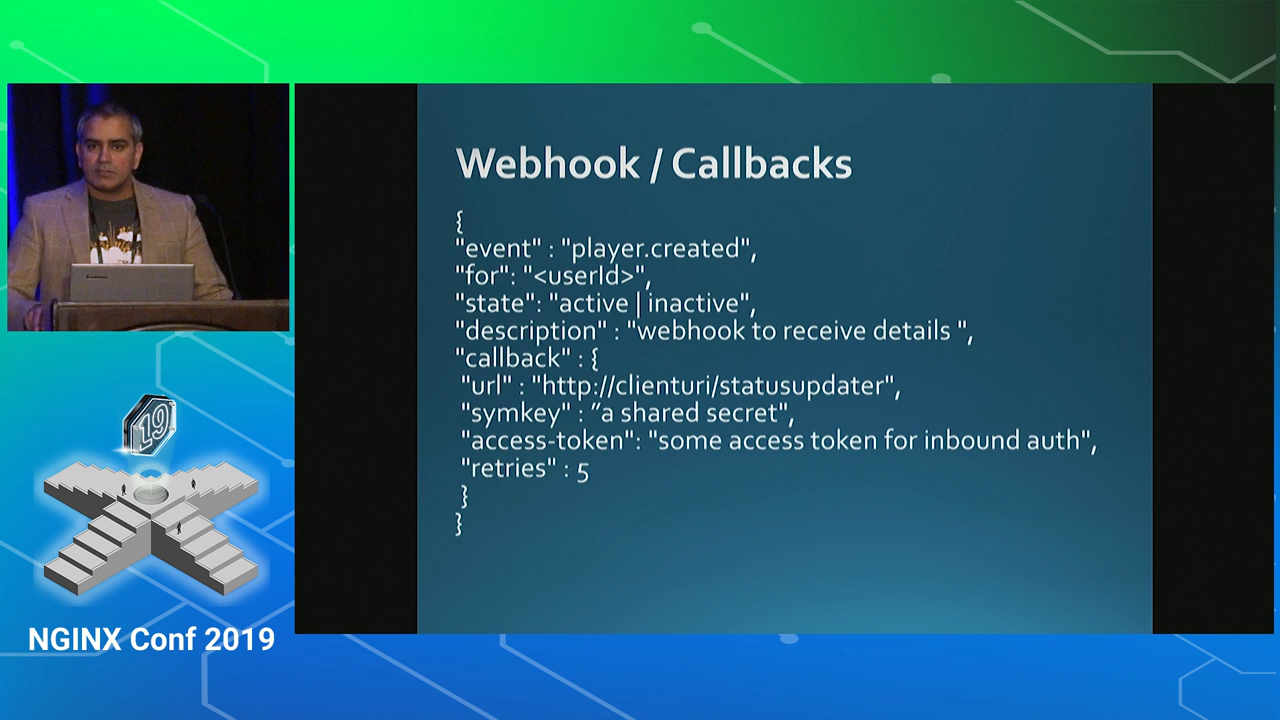 Webhook / Callbacks
{
"event" : "player.created",
"for": "<userId>",
"state": "active | inactive",
"description" : "webhook to receive details ",
"callback" : {
"url" : "http://clienturi/statusupdater",
"symkey" : ”a shared secret",
"access-token": "some access token for inbound auth",
"retries" : 5
}
}
19
NGINX Conf 2019